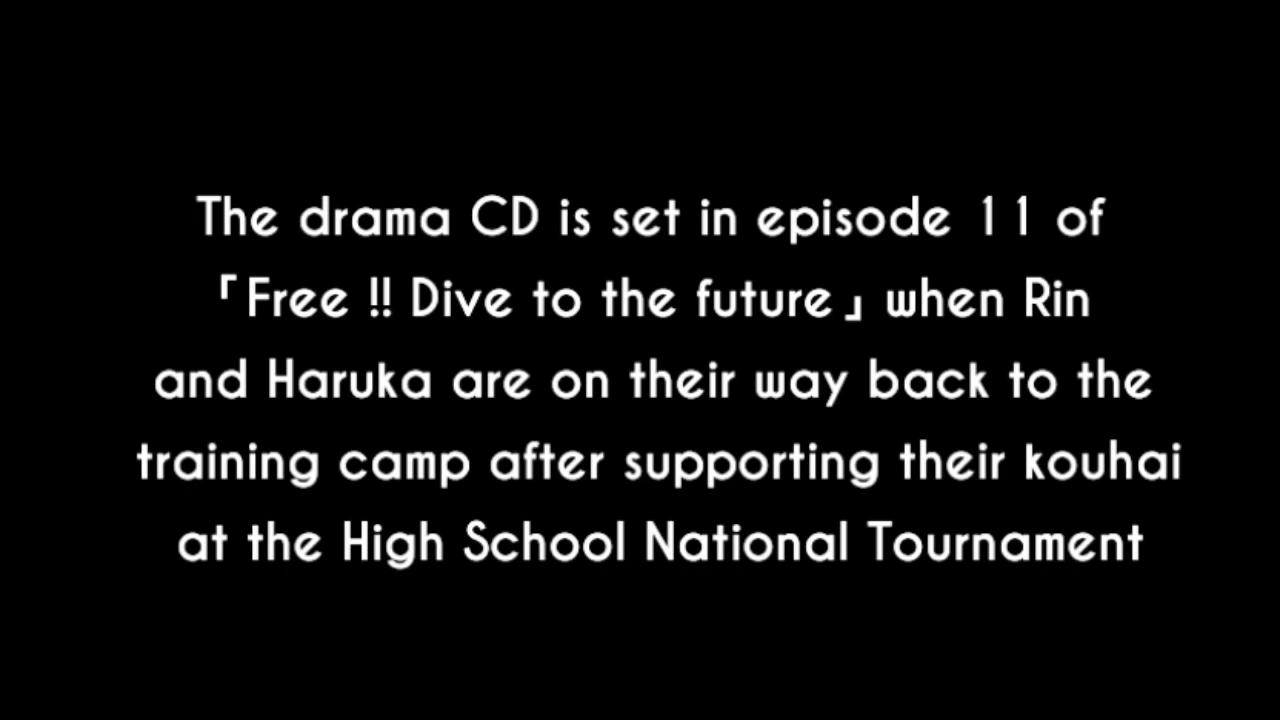 The drama CD is set in episode 11 of
「Free !! Dive to the future」 when Rin
and Haruka are on their way back to the
training camp after supporting their kouhai
at the High School National Tournament